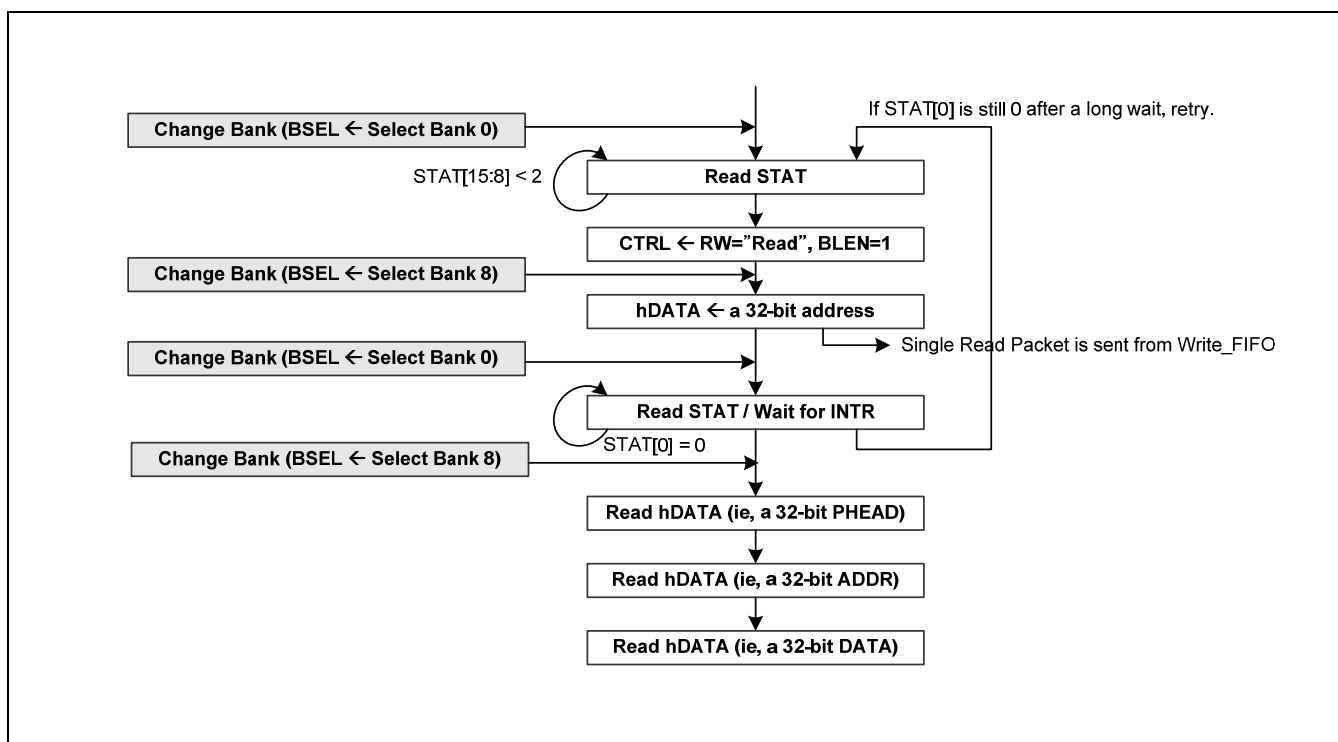 If STAT[0] is still 0 after a long wait, retry.
Change Bank (BSEL ← Select Bank 0)
STAT[15:8] < 2
Read STAT
CTRL ← RW="Read", BLEN=1
Change Bank (BSEL ← Select Bank 8)
hDATA ← a 32-bit address
Single Read Packet is sent from Write_FIFO
Change Bank (BSEL ← Select Bank 0)
Read STAT / Wait for INTR
STAT[0] = 0
Change Bank (BSEL ← Select Bank 8)
Read hDATA (ie, a 32-bit PHEAD)
Read hDATA (ie, a 32-bit ADDR)
Read hDATA (ie, a 32-bit DATA)